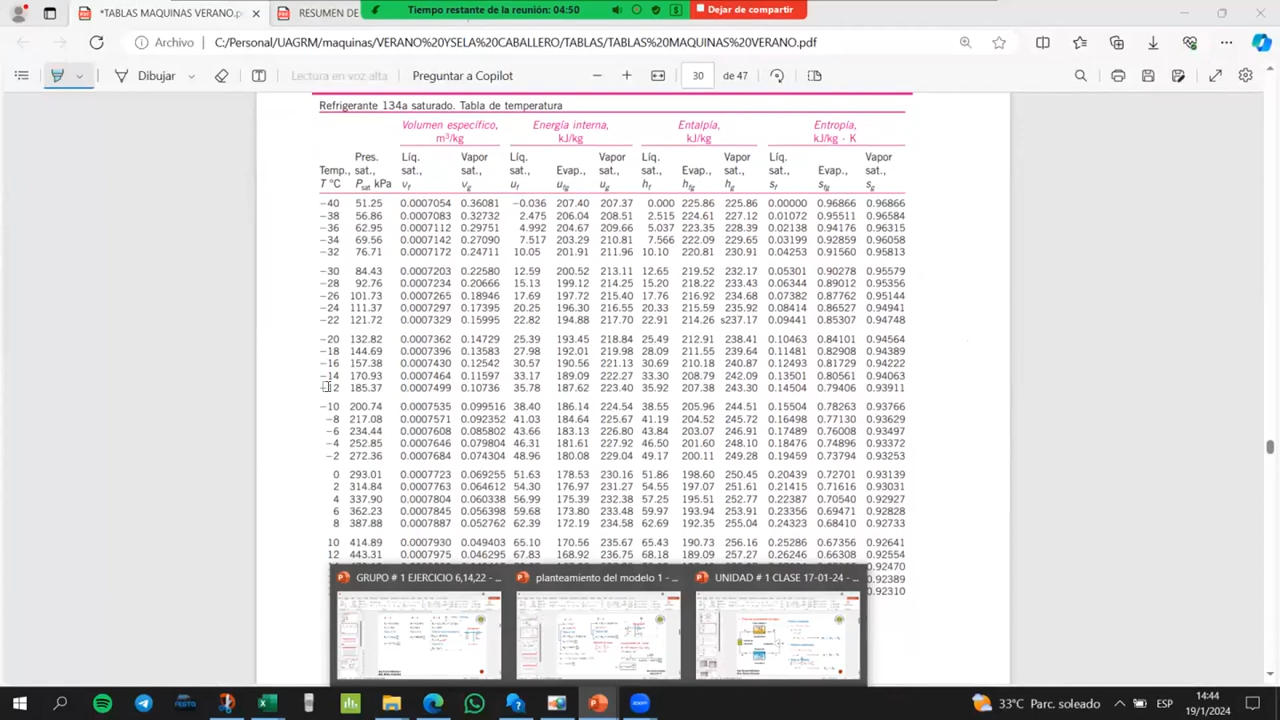 *TABLAS MAQUINAS VERANO.p
RESUMEN DE
Tiempo restante de la reunión: 04:50
Dejar de compartir
Archivo
C:/Personal/UAGRM/maquinas/VERANO%20YSELA%20CABALLERO/TABLAS/TABLAS%20MAQUINAS%20VERANO.pdf
Dibujar
Lectura en voz alta
Preguntar a Copilot
30
de 47
Refrigerante 134a saturado. Tabla de temperatura
Volumen específico, Energía interna, Entalpía, Entropía,
m³/kg kJ/kg kJ/kg kJ/kg · K
Pres. Líq. Vapor Líq. Vapor Líq. Vapor Líq. Vapor
Temp., sat., sat., sat., sat., Evap., sat., sat., Evap., sat., sat., Evap., sat.,
T °C Psat kPa vf vg uf ufg ug hf hfg hg sf sfg sg
−40 51.25 0.0007054 0.36081 −0.036 207.40 207.37 0.000 225.86 225.86 0.00000 0.96866 0.96866
−38 56.86 0.0007083 0.32732 2.475 206.04 208.51 2.515 224.61 227.12 0.01072 0.95511 0.96584
−36 62.95 0.0007112 0.29751 4.992 204.67 209.66 5.037 223.35 228.39 0.02138 0.94176 0.96315
−34 69.56 0.0007142 0.27090 7.517 203.29 210.81 7.566 222.09 229.65 0.03199 0.92859 0.96058
−32 76.71 0.0007172 0.24711 10.05 201.91 211.96 10.10 220.81 230.91 0.04253 0.91560 0.95813
−30 84.43 0.0007203 0.22580 12.59 200.52 213.11 12.65 219.52 232.17 0.05301 0.90278 0.95579
−28 92.76 0.0007234 0.20666 15.13 199.12 214.25 15.20 218.22 233.43 0.06344 0.89012 0.95356
−26 101.73 0.0007265 0.18946 17.69 197.72 215.40 17.76 216.92 234.68 0.07382 0.87762 0.95144
−24 111.37 0.0007297 0.17395 20.25 196.30 216.55 20.33 215.59 235.92 0.08414 0.86527 0.94941
−22 121.72 0.0007329 0.15995 22.82 194.88 217.70 22.91 214.26 s237.17 0.09441 0.85307 0.94748
−20 132.82 0.0007362 0.14729 25.39 193.45 218.84 25.49 212.91 238.41 0.10463 0.84101 0.94564
−18 144.69 0.0007396 0.13583 27.98 192.01 219.98 28.09 211.55 239.64 0.11481 0.82908 0.94389
−16 157.38 0.0007430 0.12542 30.57 190.56 221.13 30.69 210.18 240.87 0.12493 0.81729 0.94222
−14 170.93 0.0007464 0.11597 33.17 189.09 222.27 33.30 208.79 242.09 0.13501 0.80561 0.94063
−12 185.37 0.0007499 0.10736 35.78 187.62 223.40 35.92 207.38 243.30 0.14504 0.79406 0.93911
−10 200.74 0.0007535 0.099516 38.40 186.14 224.54 38.55 205.96 244.51 0.15504 0.78263 0.93766
−8 217.08 0.0007571 0.092352 41.03 184.64 225.67 41.19 204.52 245.72 0.16498 0.77130 0.93629
−6 234.44 0.0007608 0.085802 43.66 183.13 226.80 43.84 203.07 246.91 0.17489 0.76008 0.93497
−4 252.85 0.0007646 0.079804 46.31 181.61 227.92 46.50 201.60 248.10 0.18476 0.74896 0.93372
−2 272.36 0.0007684 0.074304 48.96 180.08 229.04 49.17 200.11 249.28 0.19459 0.73794 0.93253
0 293.01 0.0007723 0.069255 51.63 178.53 230.16 51.86 198.60 250.45 0.20439 0.72701 0.93139
2 314.84 0.0007763 0.064612 54.30 176.97 231.27 54.55 197.07 251.61 0.21415 0.71616 0.93031
4 337.90 0.0007804 0.060338 56.99 175.39 232.38 57.25 195.51 252.77 0.22387 0.70540 0.92927
6 362.23 0.0007845 0.056398 59.68 173.80 233.48 59.97 193.94 253.91 0.23356 0.69471 0.92828
8 387.88 0.0007887 0.052762 62.39 172.19 234.58 62.69 192.35 255.04 0.24323 0.68410 0.92733
10 414.89 0.0007930 0.049403 65.10 170.56 235.67 65.43 190.73 256.16 0.25286 0.67356 0.92641
12 443.31 0.0007975 0.046295 67.83 168.92 236.75 68.18 189.09 257.27 0.26246 0.66308 0.92554
0.92470
0.92389
0.92310
GRUPO # 1 EJERCICIO 6,14,22 - ...
planteamiento del modelo 1 - ...
UNIDAD # 1 CLASE 17-01-24 - ...
33°C Parc. soleado
ESP
14:44
19/1/2024